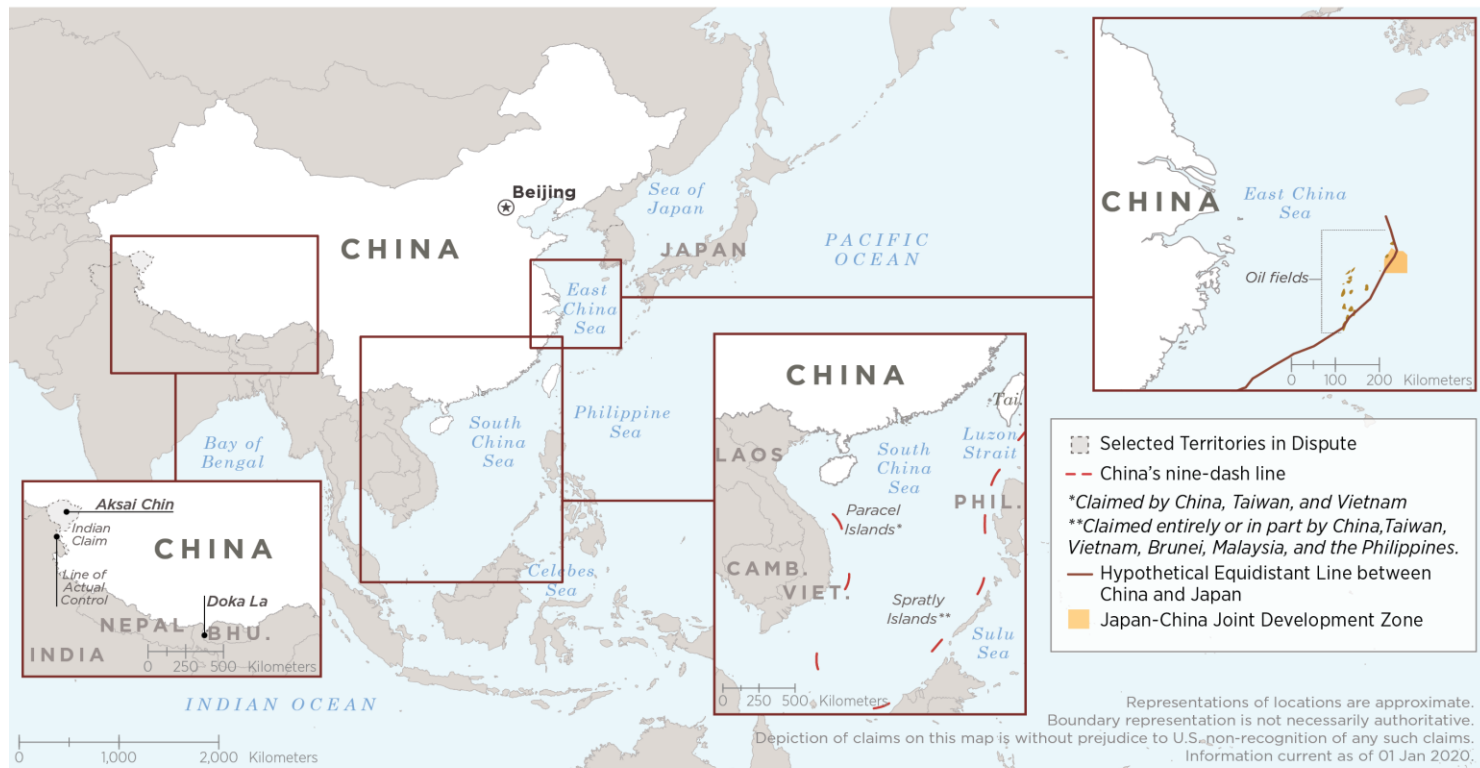 Beijing
CHINA
Sea of
Japan
JAPAN
PACIFIC
OCEAN
East
China
Sea
Philippine
Sea
South
China
Sea
Bay of
Bengal
Celebes
Sea
INDIAN OCEAN
0 1,000 2,000 Kilometers
Aksai Chin
Indian
Claim
CHINA
Line of
Actual
Control
Doka La
NEPAL
BHU.
INDIA
0 250 500 Kilometers
CHINA
Tai.
LAOS
South
China
Sea
Luzon
Strait
PHIL.
Paracel
Islands*
CAMB.
VIET.
Spratly
Islands**
Sulu
Sea
0 250 500 Kilometers
CHINA
East China
Sea
Oil fields
0 100 200 Kilometers
Selected Territories in Dispute
China's nine-dash line
*Claimed by China, Taiwan, and Vietnam
**Claimed entirely or in part by China,Taiwan,
Vietnam, Brunei, Malaysia, and the Philippines.
Hypothetical Equidistant Line between
China and Japan
Japan-China Joint Development Zone
Representations of locations are approximate.
Boundary representation is not necessarily authoritative.
Depiction of claims on this map is without prejudice to U.S. non-recognition of any such claims.
Information current as of 01 Jan 2020.